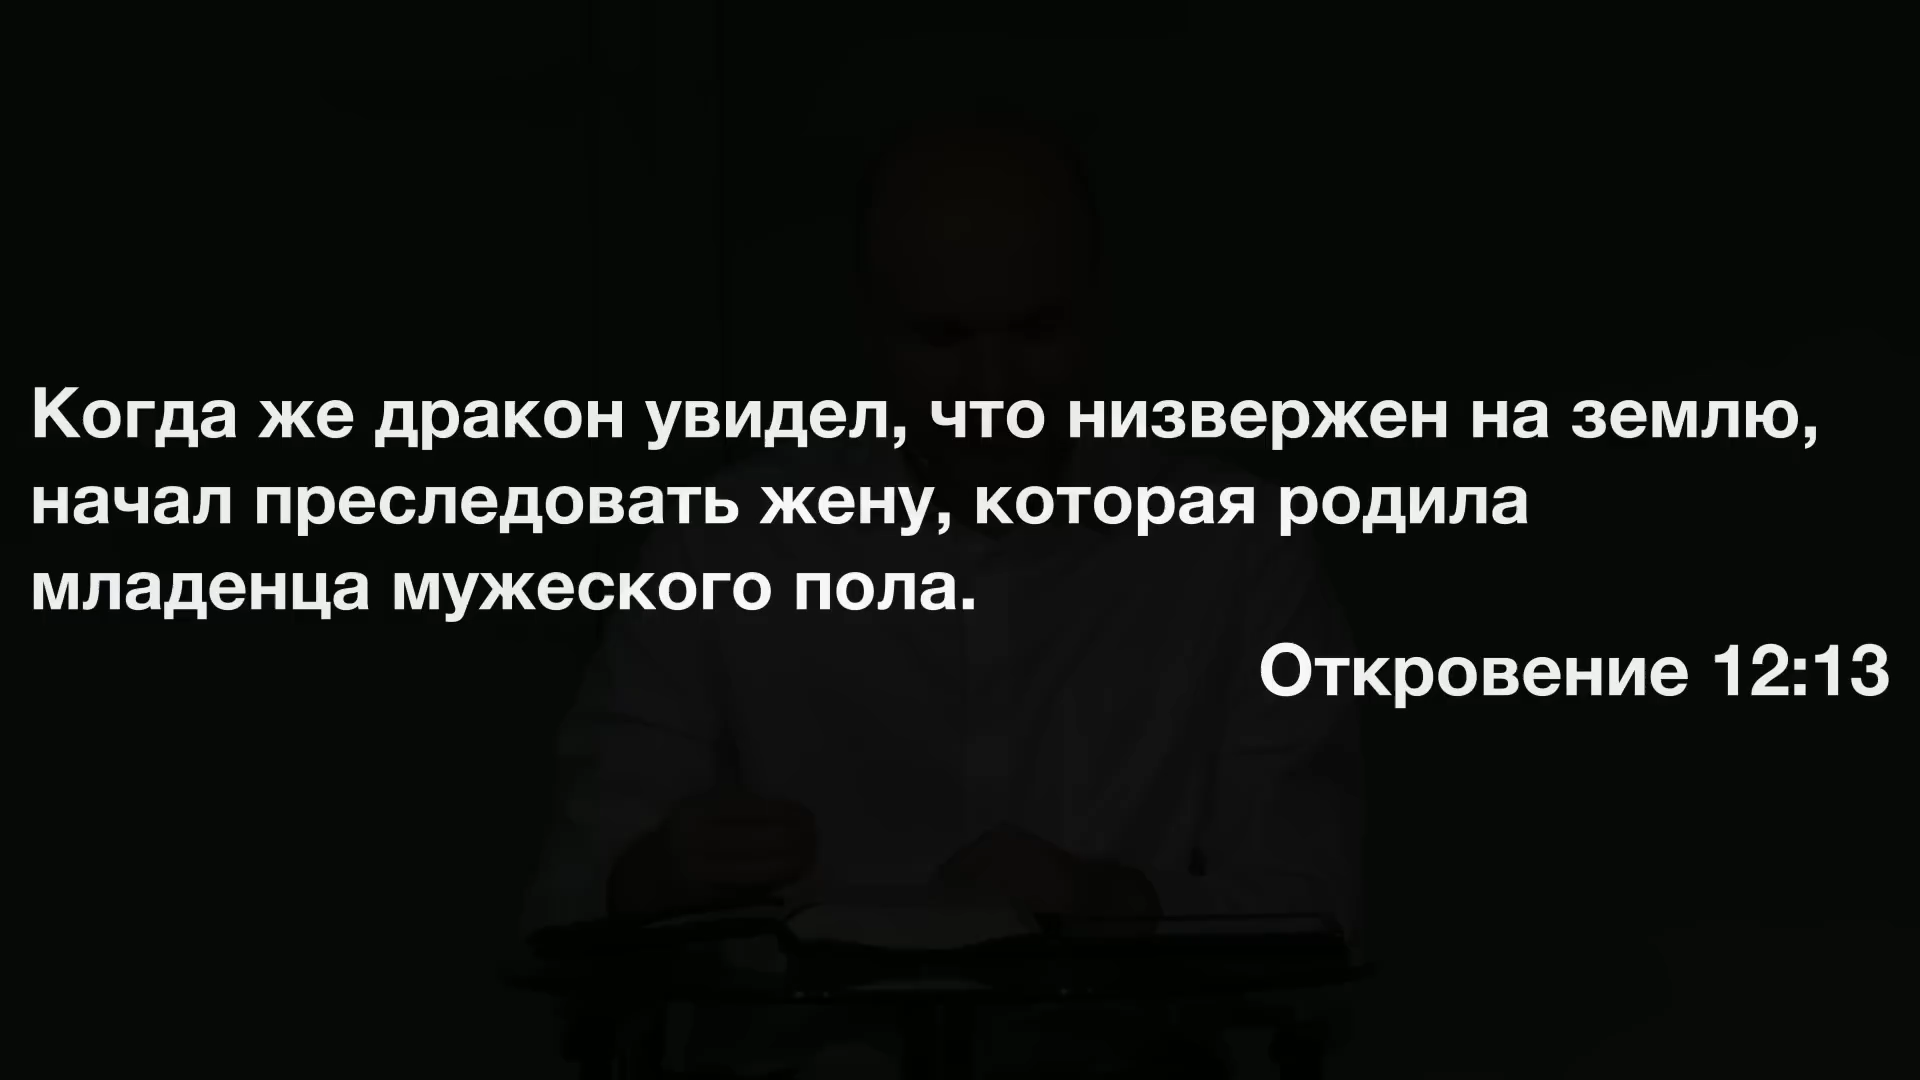 Когда же дракон увидел, что низвержен на землю,
начал преследовать жену, которая родила
младенца мужеского пола.
Откровение 12:13